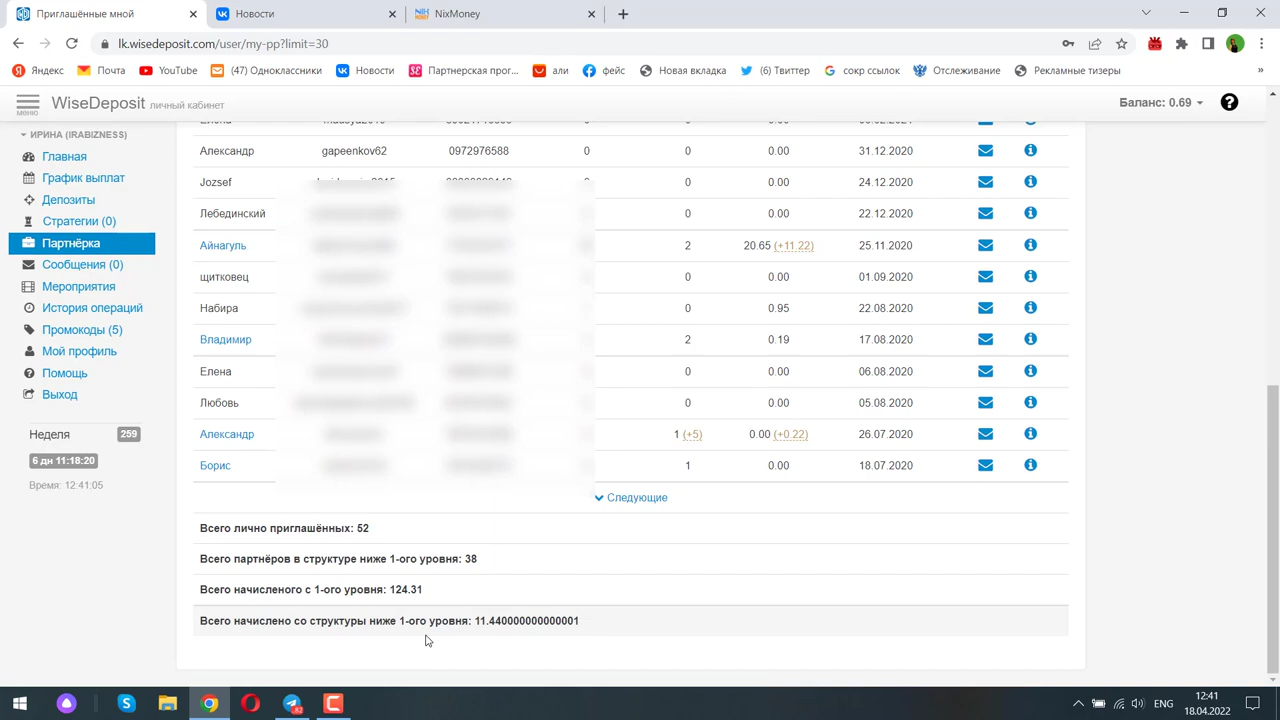 Приглашённые мной
Новости
NixMoney
lk.wisedeposit.com/user/my-pp?limit=30
Яндекс
Почта
YouTube
(47) Одноклассники
Новости
Партнерская прог...
али
фейс
Новая вкладка
(6) Твиттер
сокр ссылок
Отслеживание
Рекламные тизеры
»
меню
WiseDeposit личный кабинет
Баланс: 0.69
ИРИНА (IRABIZNESS)
Главная
График выплат
Депозиты
Стратегии (0)
Партнёрка
Сообщения (0)
Мероприятия
История операций
Промокоды (5)
Мой профиль
Помощь
Выход
Неделя 259
6 дн 11:18:20
Время: 12:41:05
Александр gapeenkov62 0972976588 0 0 0.00 31.12.2020
Jozsef 0 0.00 24.12.2020
Лебединский 0 0.00 22.12.2020
Айнагуль 2 20.65 (+11.22) 25.11.2020
щитковец 0 0.00 01.09.2020
Набира 0 0.95 22.08.2020
Владимир 2 0.19 17.08.2020
Елена 0 0.00 06.08.2020
Любовь 0 0.00 05.08.2020
Александр 1 (+5) 0.00 (+0.22) 26.07.2020
Борис 1 0.00 18.07.2020
Следующие
Всего лично приглашённых: 52
Всего партнёров в структуре ниже 1-ого уровня: 38
Всего начисленого с 1-ого уровня: 124.31
Всего начислено со структуры ниже 1-ого уровня: 11.440000000000001
ENG
12:41
18.04.2022